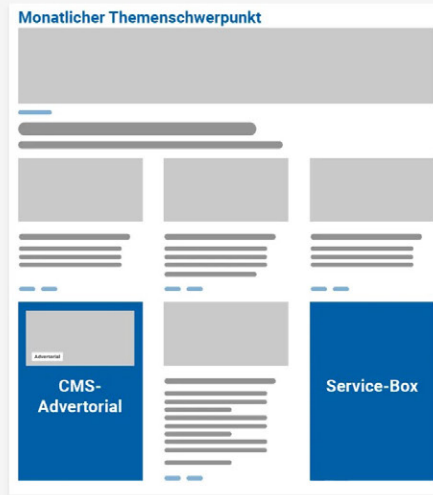 Monatlicher Themenschwerpunkt
Advertorial
CMS-
Advertorial
Service-Box